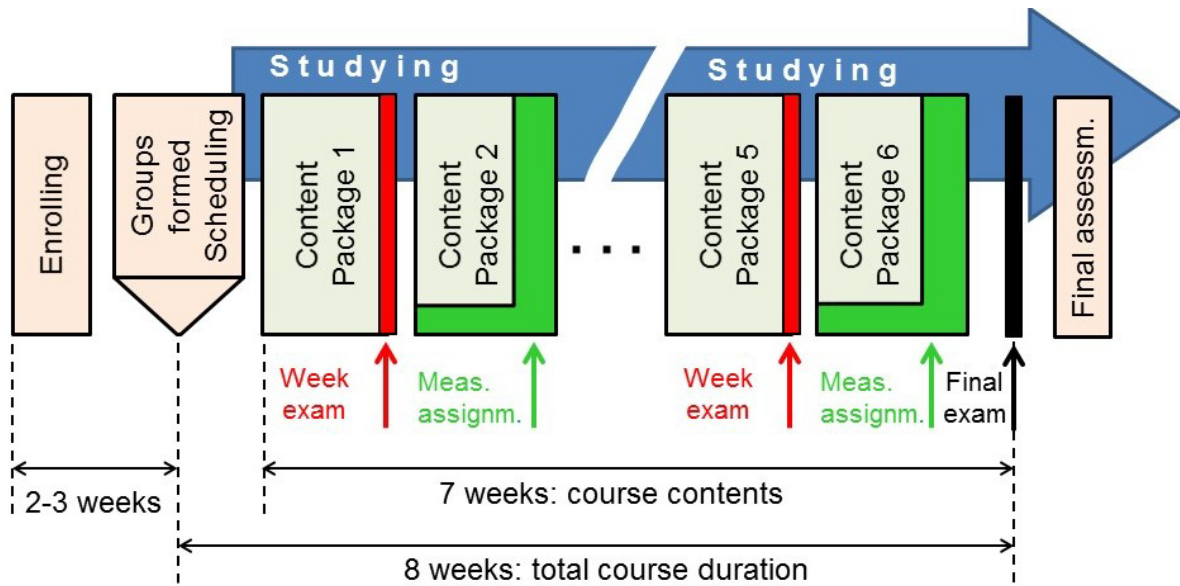 Studying
Studying
Enrolling
Groups
formed
Scheduling
Content
Package 1
Content
Package 2
...
Content
Package 5
Content
Package 6
Final assessm.
Week
exam
Meas.
assignm.
Week
exam
Meas.
assignm.
Final
exam
2-3 weeks
7 weeks: course contents
8 weeks: total course duration